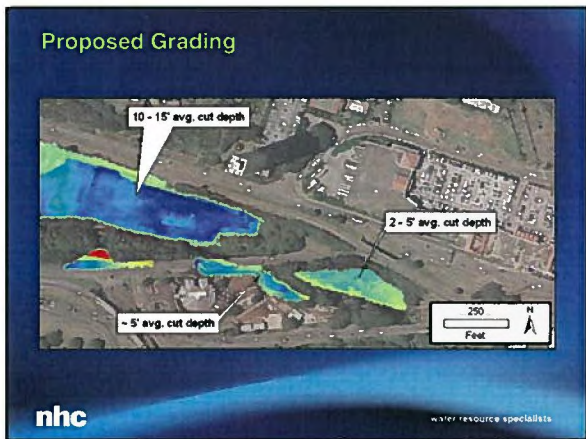 Proposed Grading
10 - 15' avg. cut depth
2 - 5' avg. cut depth
~ 5' avg. cut depth
250
Feet
N
nhc
water resource specialists